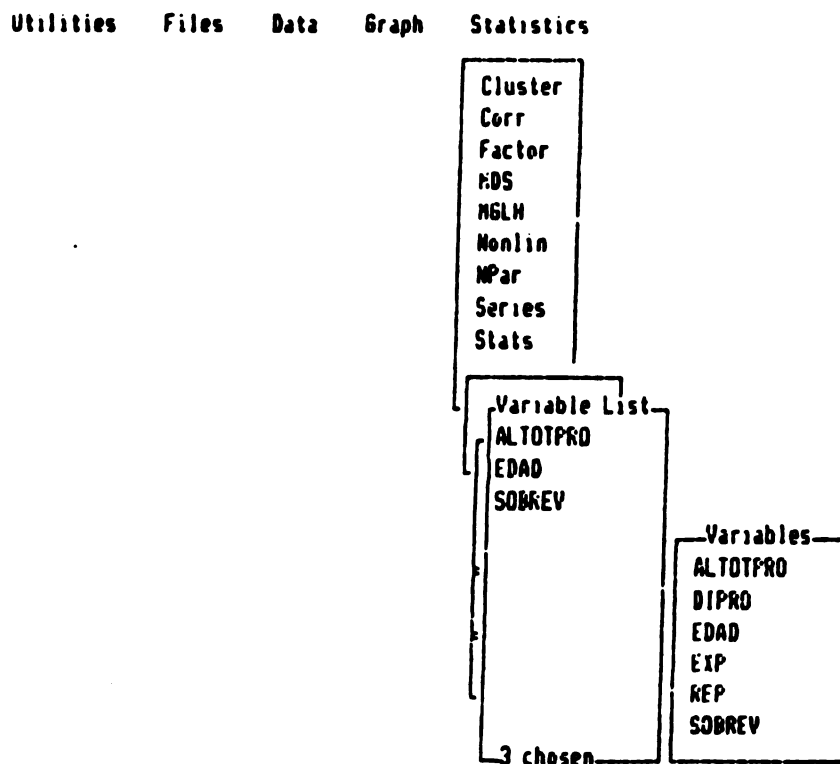 Utilities Files Data Graph Statistics
Cluster
Corr
Factor
MDS
MGLH
Nonlin
NPar
Series
Stats
Variable List
ALTOTPRO
EDAD
SOBREV
3 chosen
Variables
ALTOTPRO
DIPRO
EDAD
EXP
REP
SOBREV